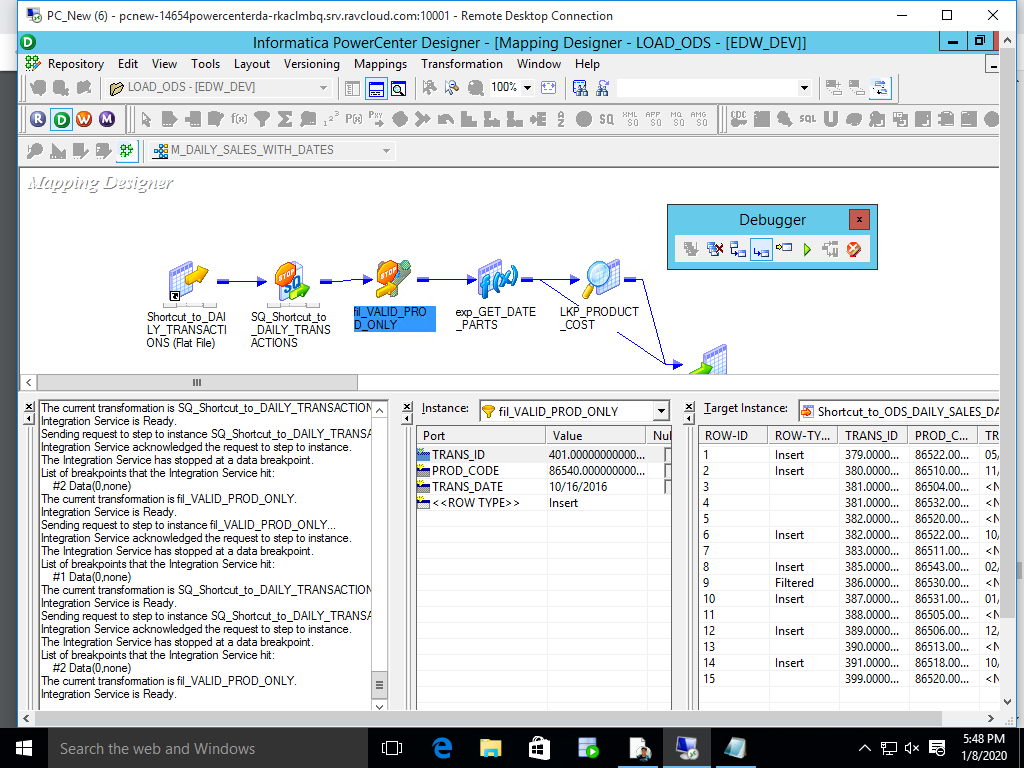 PC_New (6) - pcnew-14654powercenterda-rkaclmbq.srv.ravcloud.com:10001 - Remote Desktop Connection
Informatica PowerCenter Designer - [Mapping Designer - LOAD_ODS - [EDW_DEV]]
Repository Edit View Tools Layout Versioning Mappings Transformation Window Help
LOAD_ODS - [EDW_DEV]
100%
R D W M
M_DAILY_SALES_WITH_DATES
Mapping Designer
Debugger
Shortcut_to_DAI
LY_TRANSACTI
ONS (Flat File)
SQ_Shortcut_to
_DAILY_TRANS
ACTIONS
fil_VALID_PRO
D_ONLY
exp_GET_DATE
_PARTS
LKP_PRODUCT
_COST
The current transformation is SQ_Shortcut_to_DAILY_TRANSACTION
Integration Service is Ready.
Sending request to step to instance SQ_Shortcut_to_DAILY_TRANSA
Integration Service acknowledged the request to step to instance.
The Integration Service has stopped at a data breakpoint.
List of breakpoints that the Integration Service hit:
#2 Data(0,none)
The current transformation is fil_VALID_PROD_ONLY.
Integration Service is Ready.
Sending request to step to instance fil_VALID_PROD_ONLY...
Integration Service acknowledged the request to step to instance.
The Integration Service has stopped at a data breakpoint.
List of breakpoints that the Integration Service hit:
#1 Data(0,none)
The current transformation is SQ_Shortcut_to_DAILY_TRANSACTION
Integration Service is Ready.
Sending request to step to instance SQ_Shortcut_to_DAILY_TRANSA
Integration Service acknowledged the request to step to instance.
The Integration Service has stopped at a data breakpoint.
List of breakpoints that the Integration Service hit:
#2 Data(0,none)
The current transformation is fil_VALID_PROD_ONLY.
Integration Service is Ready.
Instance: fil_VALID_PROD_ONLY
Port Value Nul
TRANS_ID 401.00000000000...
PROD_CODE 86540.000000000...
TRANS_DATE 10/16/2016
<<ROW TYPE>> Insert
Target Instance: Shortcut_to_ODS_DAILY_SALES_DA
ROW-ID ROW-TY... TRANS_ID PROD_C... TR
1 Insert 379.0000... 86522.00... 05/
2 Insert 380.0000... 86510.00... 11/
3 381.0000... 86504.00... <N
4 381.0000... 86532.00... <N
5 382.0000... 86520.00... <N
6 Insert 382.0000... 86522.00... 10/
7 383.0000... 86511.00... <N
8 Insert 385.0000... 86543.00... 02/
9 Filtered 386.0000... 86530.00... <N
10 Insert 387.0000... 86531.00... 01/
11 388.0000... 86505.00... <N
12 Insert 389.0000... 86506.00... 12/
13 390.0000... 86513.00... <N
14 Insert 391.0000... 86518.00... 10/
15 399.0000... 86520.00... <N
Search the web and Windows
5:48 PM
1/8/2020